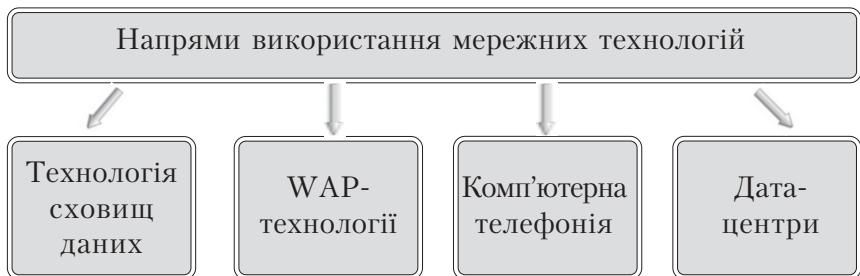 Напрями використання мережних технологій
Технологія
сховищ
даних
WAP-
технології
Комп'ютерна
телефонія
Дата-
центри